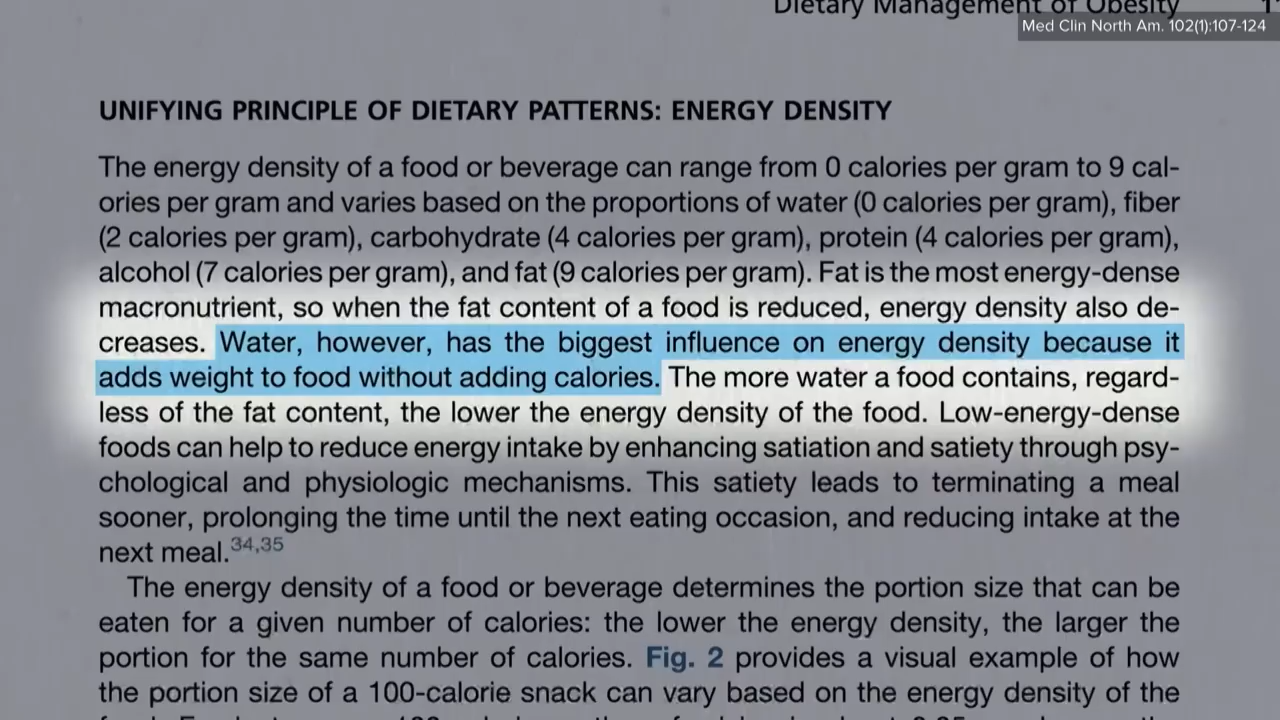 Dietary Management of Obesity
Med Clin North Am. 102(1):107-124
UNIFYING PRINCIPLE OF DIETARY PATTERNS: ENERGY DENSITY
The energy density of a food or beverage can range from 0 calories per gram to 9 cal-
ories per gram and varies based on the proportions of water (0 calories per gram), fiber
(2 calories per gram), carbohydrate (4 calories per gram), protein (4 calories per gram),
alcohol (7 calories per gram), and fat (9 calories per gram). Fat is the most energy-dense
macronutrient, so when the fat content of a food is reduced, energy density also de-
creases. Water, however, has the biggest influence on energy density because it
adds weight to food without adding calories. The more water a food contains, regard-
less of the fat content, the lower the energy density of the food. Low-energy-dense
foods can help to reduce energy intake by enhancing satiation and satiety through psy-
chological and physiologic mechanisms. This satiety leads to terminating a meal
sooner, prolonging the time until the next eating occasion, and reducing intake at the
next meal.34,35
The energy density of a food or beverage determines the portion size that can be
eaten for a given number of calories: the lower the energy density, the larger the
portion for the same number of calories. Fig. 2 provides a visual example of how
the portion size of a 100-calorie snack can vary based on the energy density of the